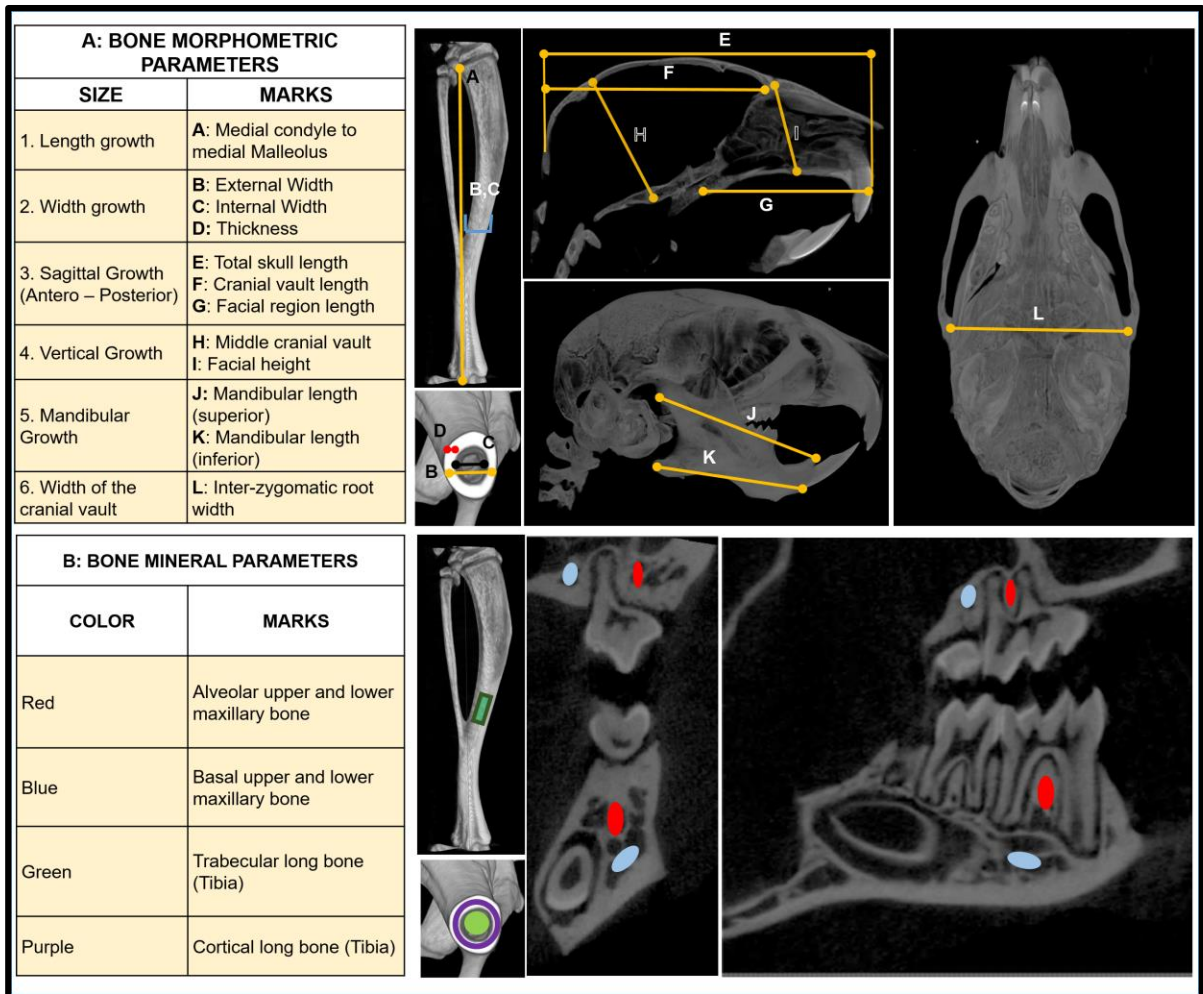 A: BONE MORPHOMETRIC
PARAMETERS
SIZE
MARKS
1. Length growth
A: Medial condyle to
medial Malleolus
2. Width growth
B: External Width
C: Internal Width
D: Thickness
3. Sagittal Growth
(Antero – Posterior)
E: Total skull length
F: Cranial vault length
G: Facial region length
4. Vertical Growth
H: Middle cranial vault
I: Facial height
5. Mandibular
Growth
J: Mandibular length
(superior)
K: Mandibular length
(inferior)
6. Width of the
cranial vault
L: Inter-zygomatic root
width
A
B,C
D
C
B
E
F
H
I
G
J
K
L
B: BONE MINERAL PARAMETERS
COLOR
MARKS
Red
Alveolar upper and lower
maxillary bone
Blue
Basal upper and lower
maxillary bone
Green
Trabecular long bone
(Tibia)
Purple
Cortical long bone (Tibia)